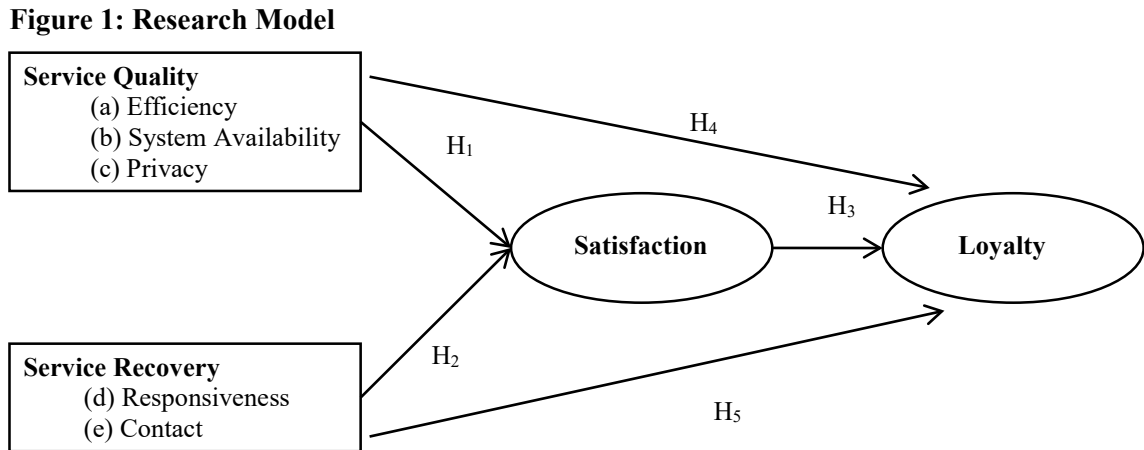 Figure 1: Research Model
Service Quality
(a) Efficiency
(b) System Availability
(c) Privacy
H₁
H₄
H₃
Satisfaction
Loyalty
Service Recovery
(d) Responsiveness
(e) Contact
H₂
H₅